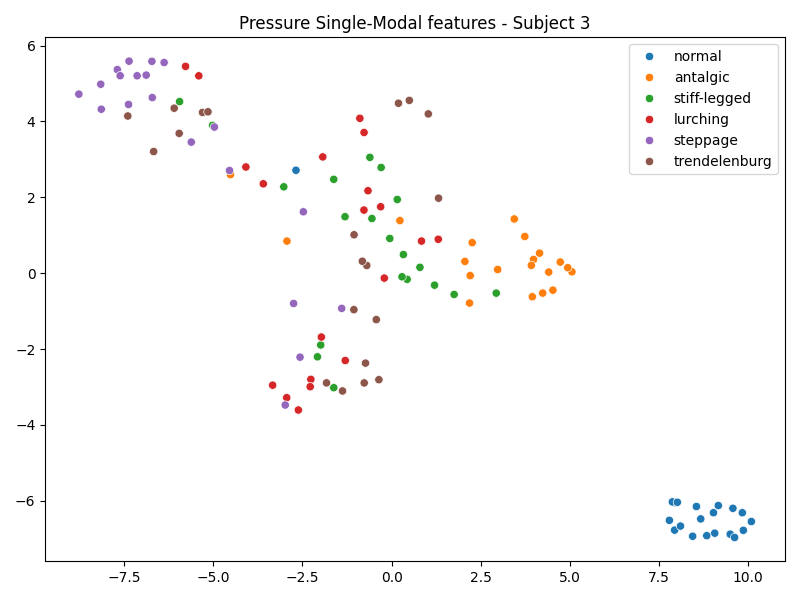 Pressure Single-Modal features - Subject 3
normal
antalgic
stiff-legged
lurching
steppage
trendelenburg
6
4
2
0
−2
−4
−6
−7.5 −5.0 −2.5 0.0 2.5 5.0 7.5 10.0